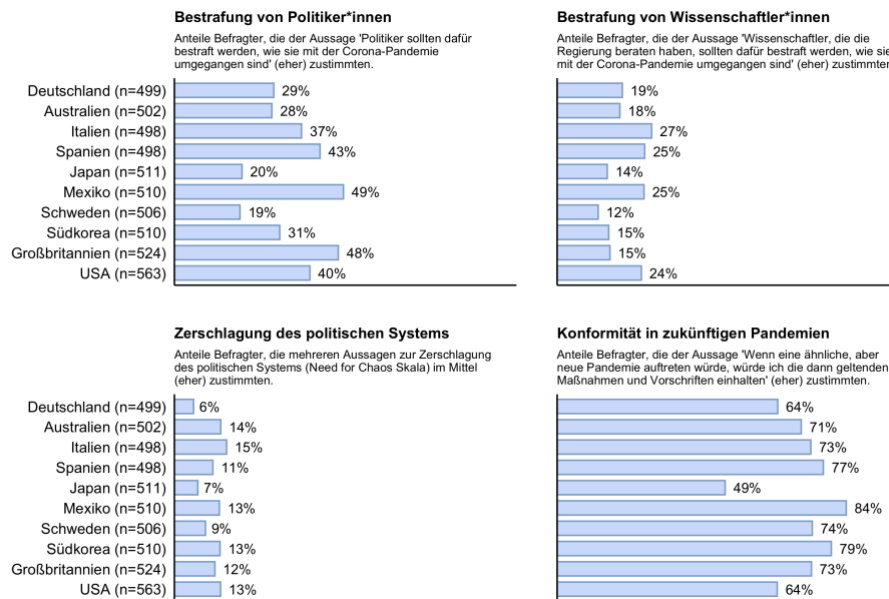 Bestrafung von Politiker*innen
Anteile Befragter, die der Aussage 'Politiker sollten dafür
bestraft werden, wie sie mit der Corona-Pandemie
umgegangen sind' (eher) zustimmten.
Deutschland (n=499) 29%
Australien (n=502) 28%
Italien (n=498) 37%
Spanien (n=498) 43%
Japan (n=511) 20%
Mexiko (n=510) 49%
Schweden (n=506) 19%
Südkorea (n=510) 31%
Großbritannien (n=524) 48%
USA (n=563) 40%
Bestrafung von Wissenschaftler*innen
Anteile Befragter, die der Aussage 'Wissenschaftler, die die
Regierung beraten haben, sollten dafür bestraft werden, wie sie
mit der Corona-Pandemie umgegangen sind' (eher) zustimmten
19%
18%
27%
25%
14%
25%
12%
15%
15%
24%
Zerschlagung des politischen Systems
Anteile Befragter, die mehreren Aussagen zur Zerschlagung
des politischen Systems (Need for Chaos Skala) im Mittel
(eher) zustimmten.
Deutschland (n=499) 6%
Australien (n=502) 14%
Italien (n=498) 15%
Spanien (n=498) 11%
Japan (n=511) 7%
Mexiko (n=510) 13%
Schweden (n=506) 9%
Südkorea (n=510) 13%
Großbritannien (n=524) 12%
USA (n=563) 13%
Konformität in zukünftigen Pandemien
Anteile Befragter, die der Aussage 'Wenn eine ähnliche, aber
neue Pandemie auftreten würde, würde ich die dann geltenden
Maßnahmen und Vorschriften einhalten' (eher) zustimmten.
64%
71%
73%
77%
49%
84%
74%
79%
73%
64%